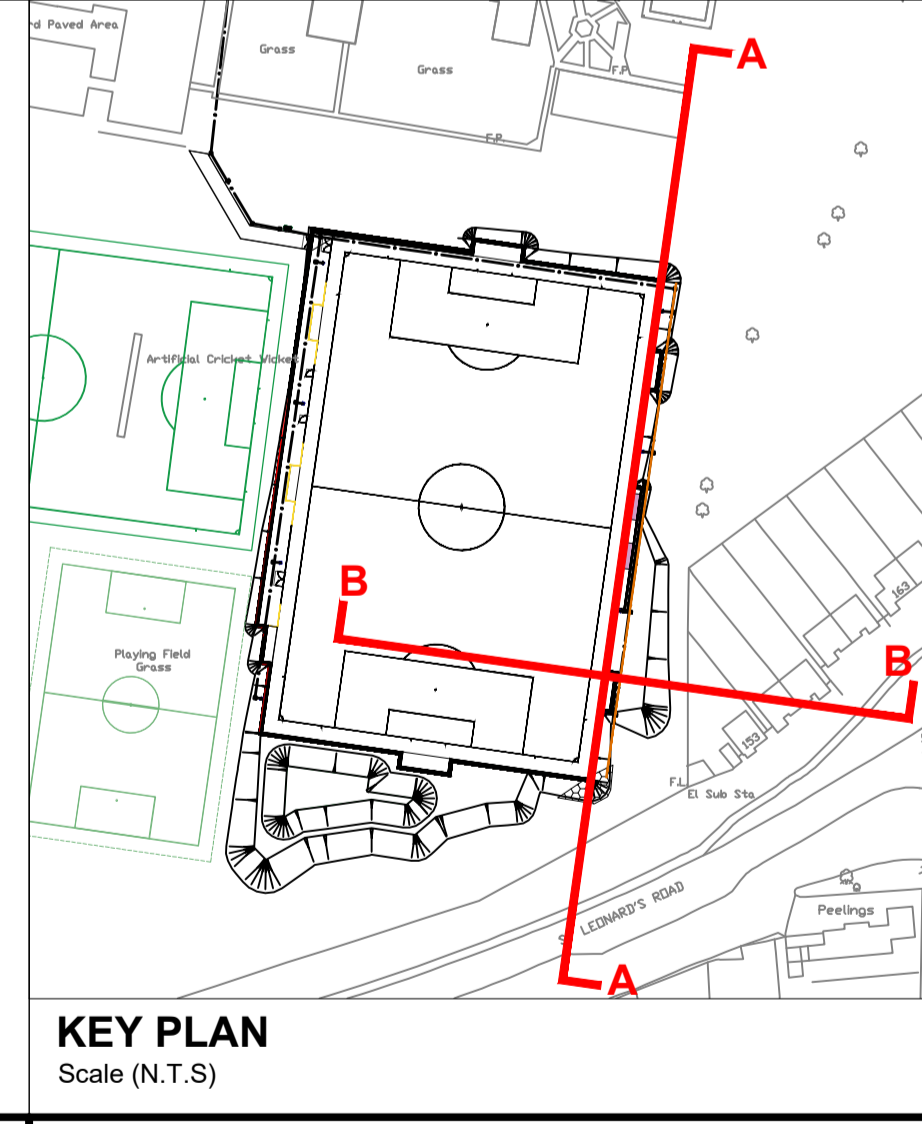 rd Paved Area
Grass
Grass
F.P
A
F.P.
Artificial Cricket Wicket
B
163
Playing Field
Grass
B
153
F.L
El Sub Sta
LEONARD'S ROAD
Peelings
A
KEY PLAN
Scale (N.T.S)